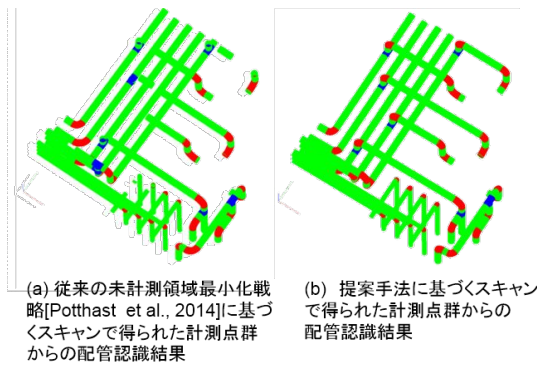 (a) 従来の未計測領域最小化戦
略[Potthast et al., 2014]に基づ
くスキャンで得られた計測点群
からの配管認識結果
(b) 提案手法に基づくスキャン
で得られた計測点群からの
配管認識結果